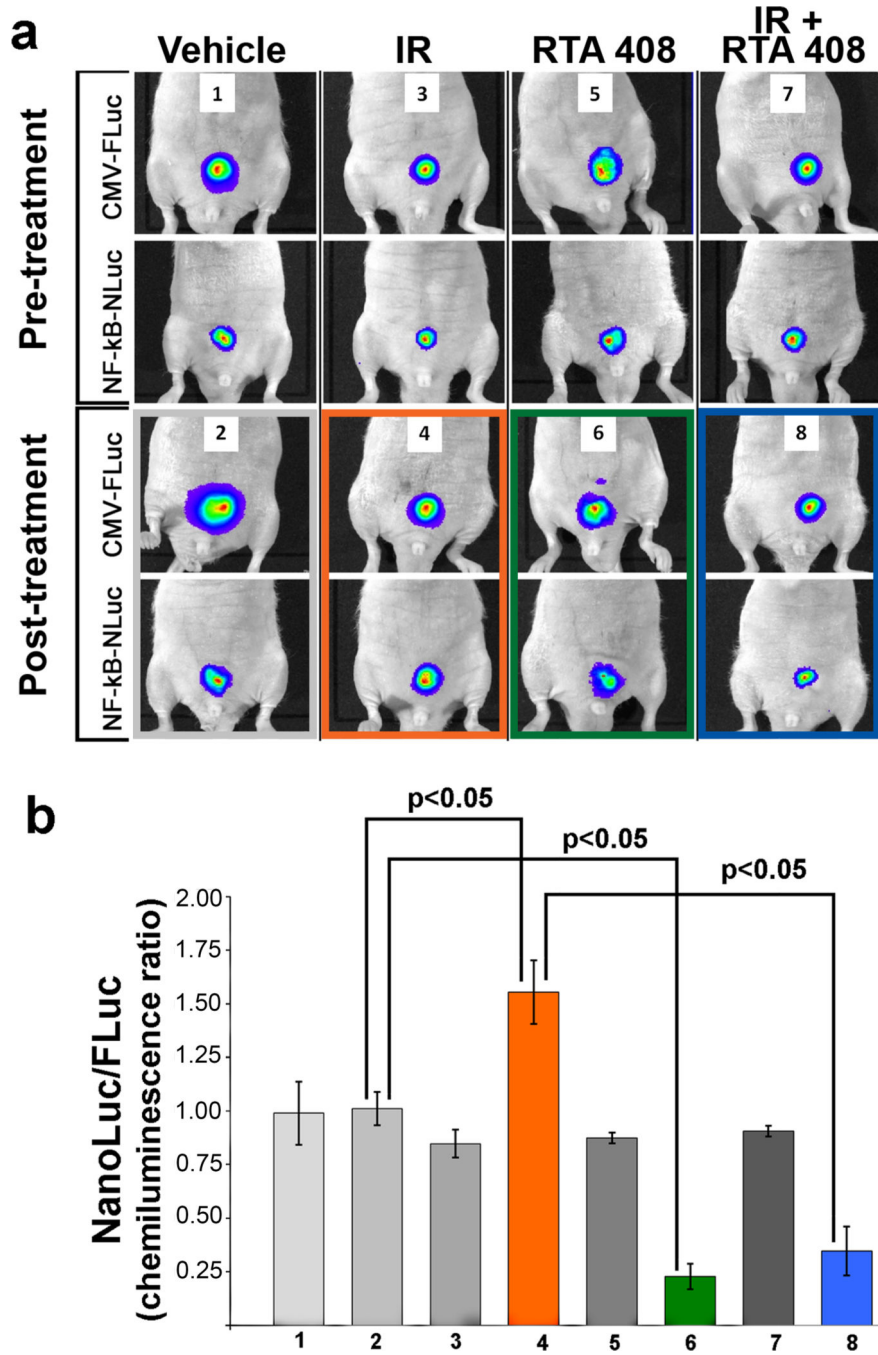 a
Vehicle
IR
RTA 408
IR +
RTA 408
Pre-treatment
CMV-FLuc
1
3
5
7
NF-kB-NLuc
Post-treatment
CMV-FLuc
2
4
6
8
NF-kB-NLuc
b
p<0.05
p<0.05
p<0.05
NanoLuc/FLuc
(chemiluminescence ratio)
2.00
1.75
1.50
1.25
1.00
0.75
0.50
0.25
1 2 3 4 5 6 7 8